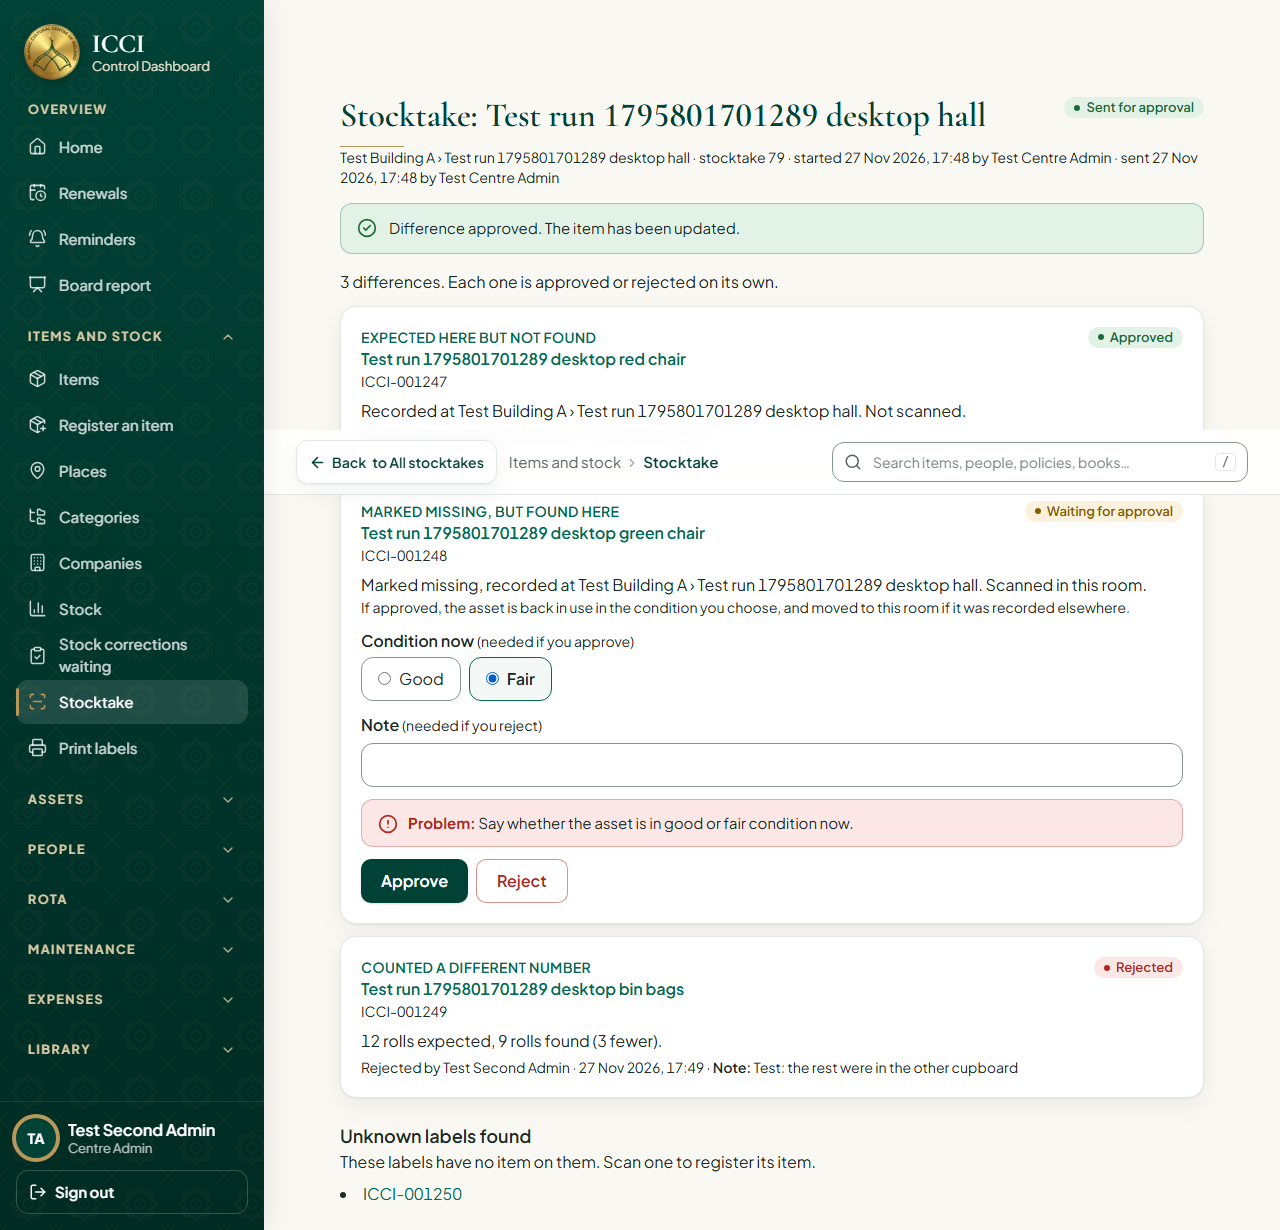 ICCI
Control Dashboard
OVERVIEW
Home
Renewals
Reminders
Board report
ITEMS AND STOCK
Items
Register an item
Places
Categories
Companies
Stock
Stock corrections
waiting
Stocktake
Print labels
ASSETS
PEOPLE
ROTA
MAINTENANCE
EXPENSES
LIBRARY
TA
Test Second Admin
Centre Admin
Sign out
Stocktake: Test run 1795801701289 desktop hall
Sent for approval
Test Building A › Test run 1795801701289 desktop hall · stocktake 79 · started 27 Nov 2026, 17:48 by Test Centre Admin · sent 27 Nov
2026, 17:48 by Test Centre Admin
Difference approved. The item has been updated.
3 differences. Each one is approved or rejected on its own.
EXPECTED HERE BUT NOT FOUND
Approved
Test run 1795801701289 desktop red chair
ICCI-001247
Recorded at Test Building A › Test run 1795801701289 desktop hall. Not scanned.
Back to All stocktakes
Items and stock › Stocktake
Search items, people, policies, books…
/
MARKED MISSING, BUT FOUND HERE
Waiting for approval
Test run 1795801701289 desktop green chair
ICCI-001248
Marked missing, recorded at Test Building A › Test run 1795801701289 desktop hall. Scanned in this room.
If approved, the asset is back in use in the condition you choose, and moved to this room if it was recorded elsewhere.
Condition now (needed if you approve)
Good
Fair
Note (needed if you reject)
Problem: Say whether the asset is in good or fair condition now.
Approve
Reject
COUNTED A DIFFERENT NUMBER
Rejected
Test run 1795801701289 desktop bin bags
ICCI-001249
12 rolls expected, 9 rolls found (3 fewer).
Rejected by Test Second Admin · 27 Nov 2026, 17:49 · Note: Test: the rest were in the other cupboard
Unknown labels found
These labels have no item on them. Scan one to register its item.
ICCI-001250